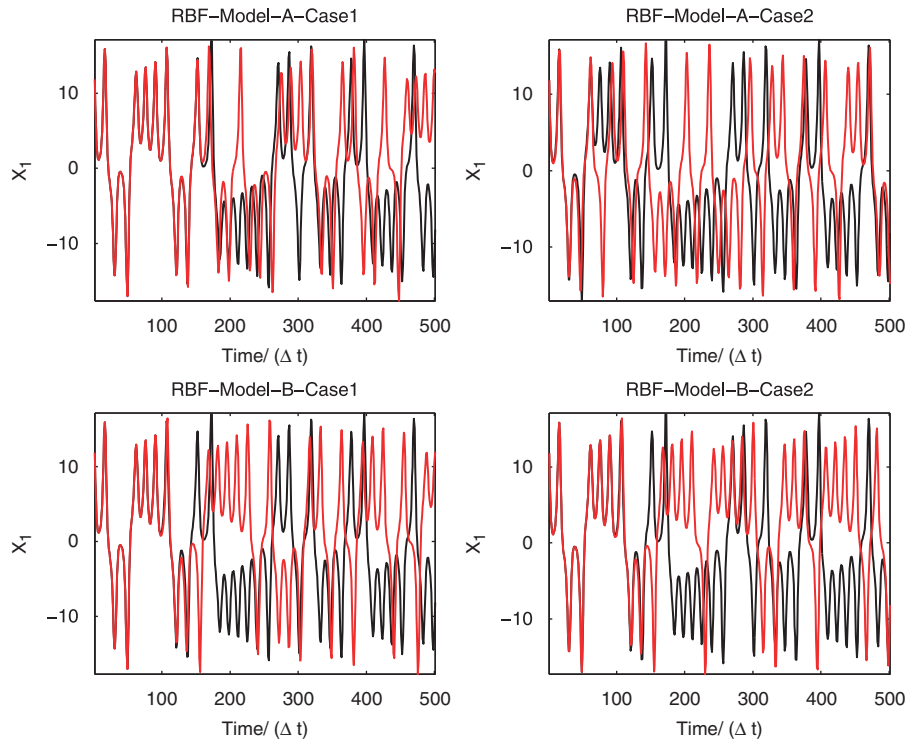 RBF-Model-A-Case1
RBF-Model-A-Case2
10
0
−10
X1
100 200 300 400 500
Time/ (Δ t)
10
0
−10
X1
100 200 300 400 500
Time/ (Δ t)
RBF-Model-B-Case1
RBF-Model-B-Case2
10
0
−10
X1
100 200 300 400 500
Time/ (Δ t)
10
0
−10
X1
100 200 300 400 500
Time/ (Δ t)